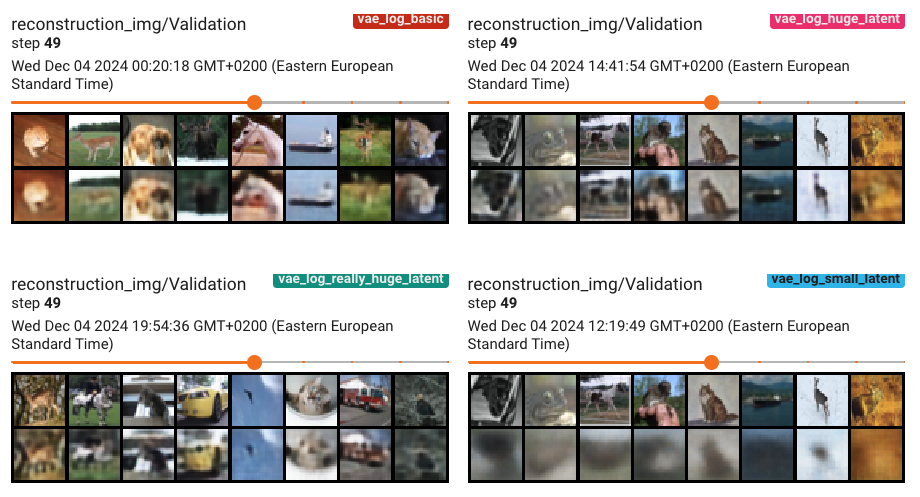 reconstruction_img/Validation
vae_log_basic
step 49
Wed Dec 04 2024 00:20:18 GMT+0200 (Eastern European
Standard Time)
reconstruction_img/Validation
vae_log_huge_latent
step 49
Wed Dec 04 2024 14:41:54 GMT+0200 (Eastern European
Standard Time)
reconstruction_img/Validation
vae_log_really_huge_latent
step 49
Wed Dec 04 2024 19:54:36 GMT+0200 (Eastern European
Standard Time)
reconstruction_img/Validation
vae_log_small_latent
step 49
Wed Dec 04 2024 12:19:49 GMT+0200 (Eastern European
Standard Time)